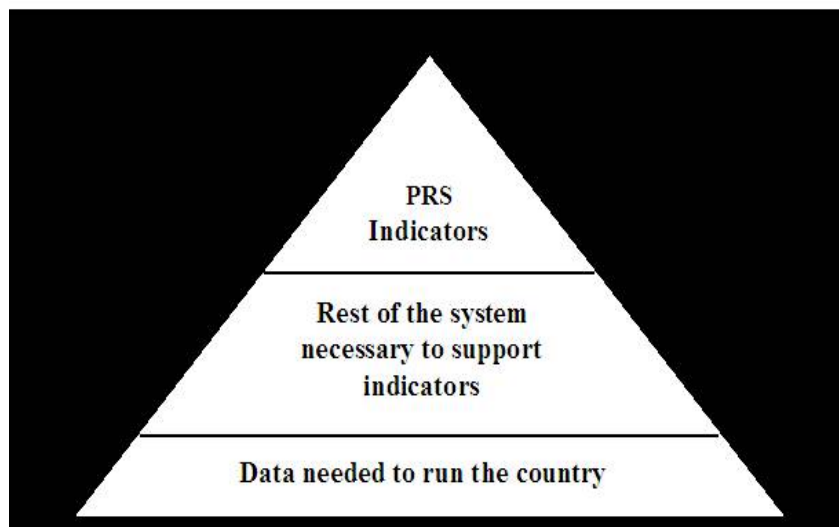 PRS
Indicators
Rest of the system
necessary to support
indicators
Data needed to run the country